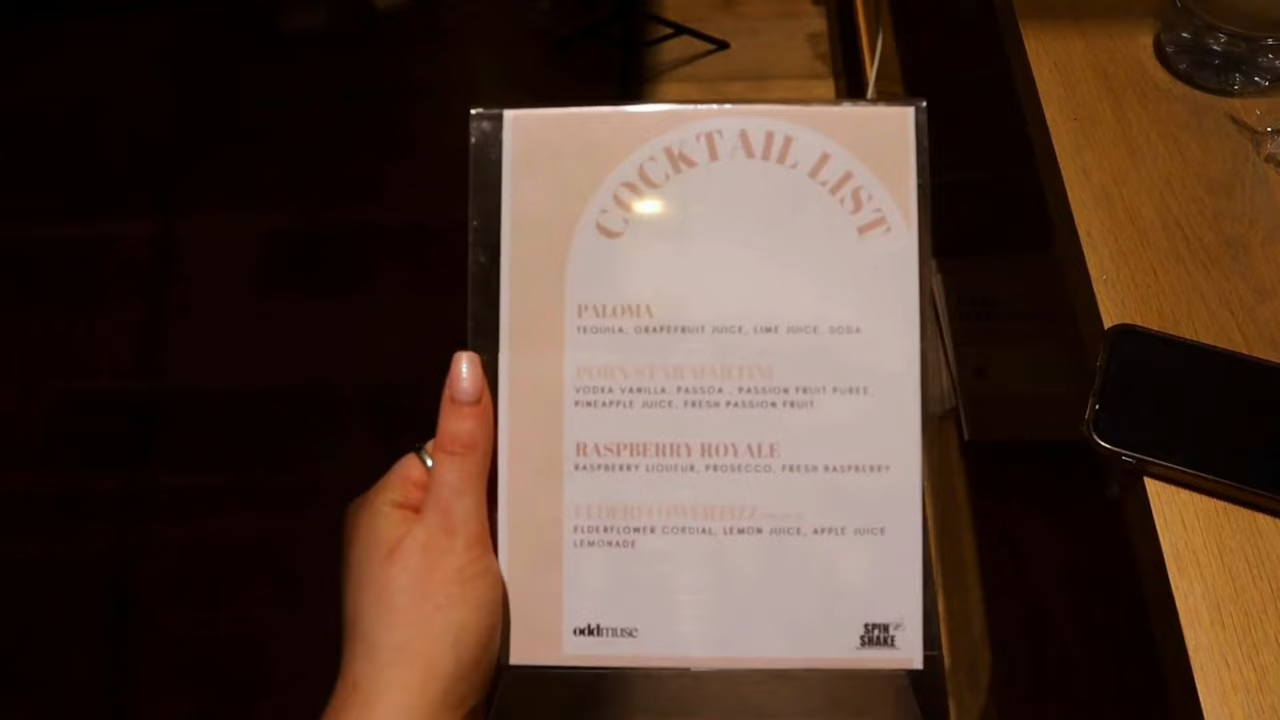 COCKTAIL LIST
PALOMA
TEQUILA, GRAPEFRUIT JUICE, LIME JUICE, SODA
PORN STAR MARTINI
VODKA VANILLA, PASSOA , PASSION FRUIT PUREE,
PINEAPPLE JUICE, FRESH PASSION FRUIT
RASPBERRY ROYALE
RASPBERRY LIQUEUR, PROSECCO, FRESH RASPBERRY
ELDERFLOWER FIZZ
ELDERFLOWER CORDIAL, LEMON JUICE, APPLE JUICE
LEMONADE
oddmuse
SPIN
SHAKE